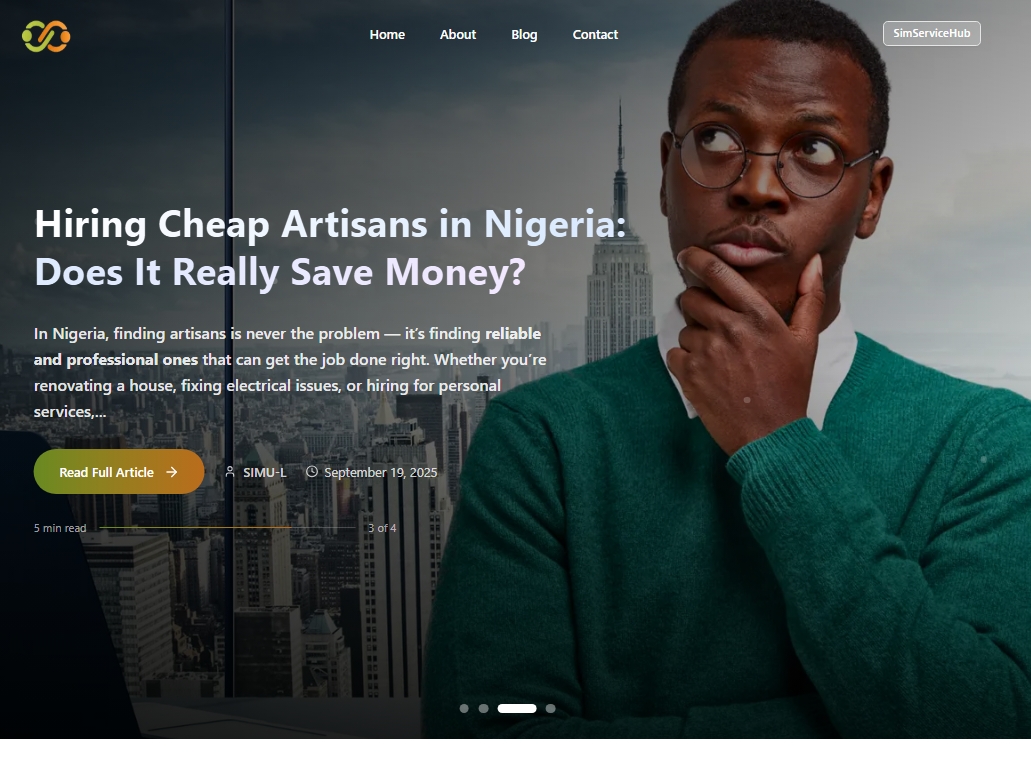 Home
About
Blog
Contact
SimServiceHub
Hiring Cheap Artisans in Nigeria:
Does It Really Save Money?
In Nigeria, finding artisans is never the problem — it’s finding reliable
and professional ones that can get the job done right. Whether you’re
renovating a house, fixing electrical issues, or hiring for personal
services,...
Read Full Article →
SIMU-L
September 19, 2025
5 min read
3 of 4